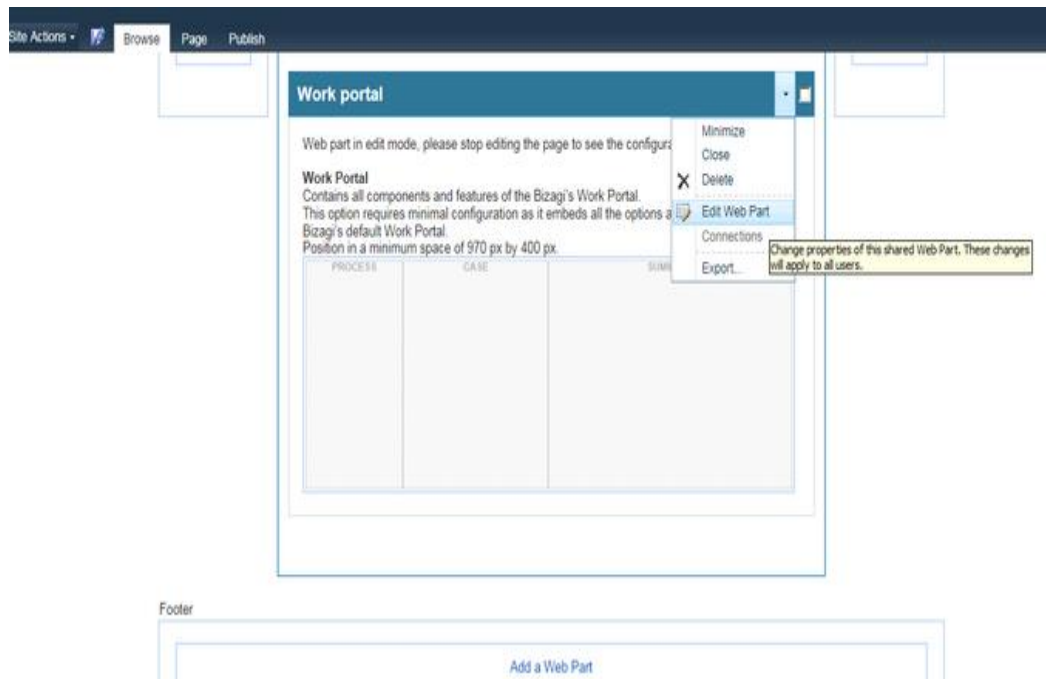 Site Actions
Browse
Page
Publish
Work portal
Web part in edit mode, please stop editing the page to see the
Work Portal
Contains all components and features of the Bizagi's Work Portal.
This option requires minimal configuration as it embeds all the options a
Bizagi's default Work Portal.
Position in a minimum space of 970 px by 400 px.
PROCESS
CASE
Minimize
Close
Delete
Edit Web Part
Connections
Export...
Change properties of this shared Web Part. These changes
will apply to all users.
Footer
Add a Web Part